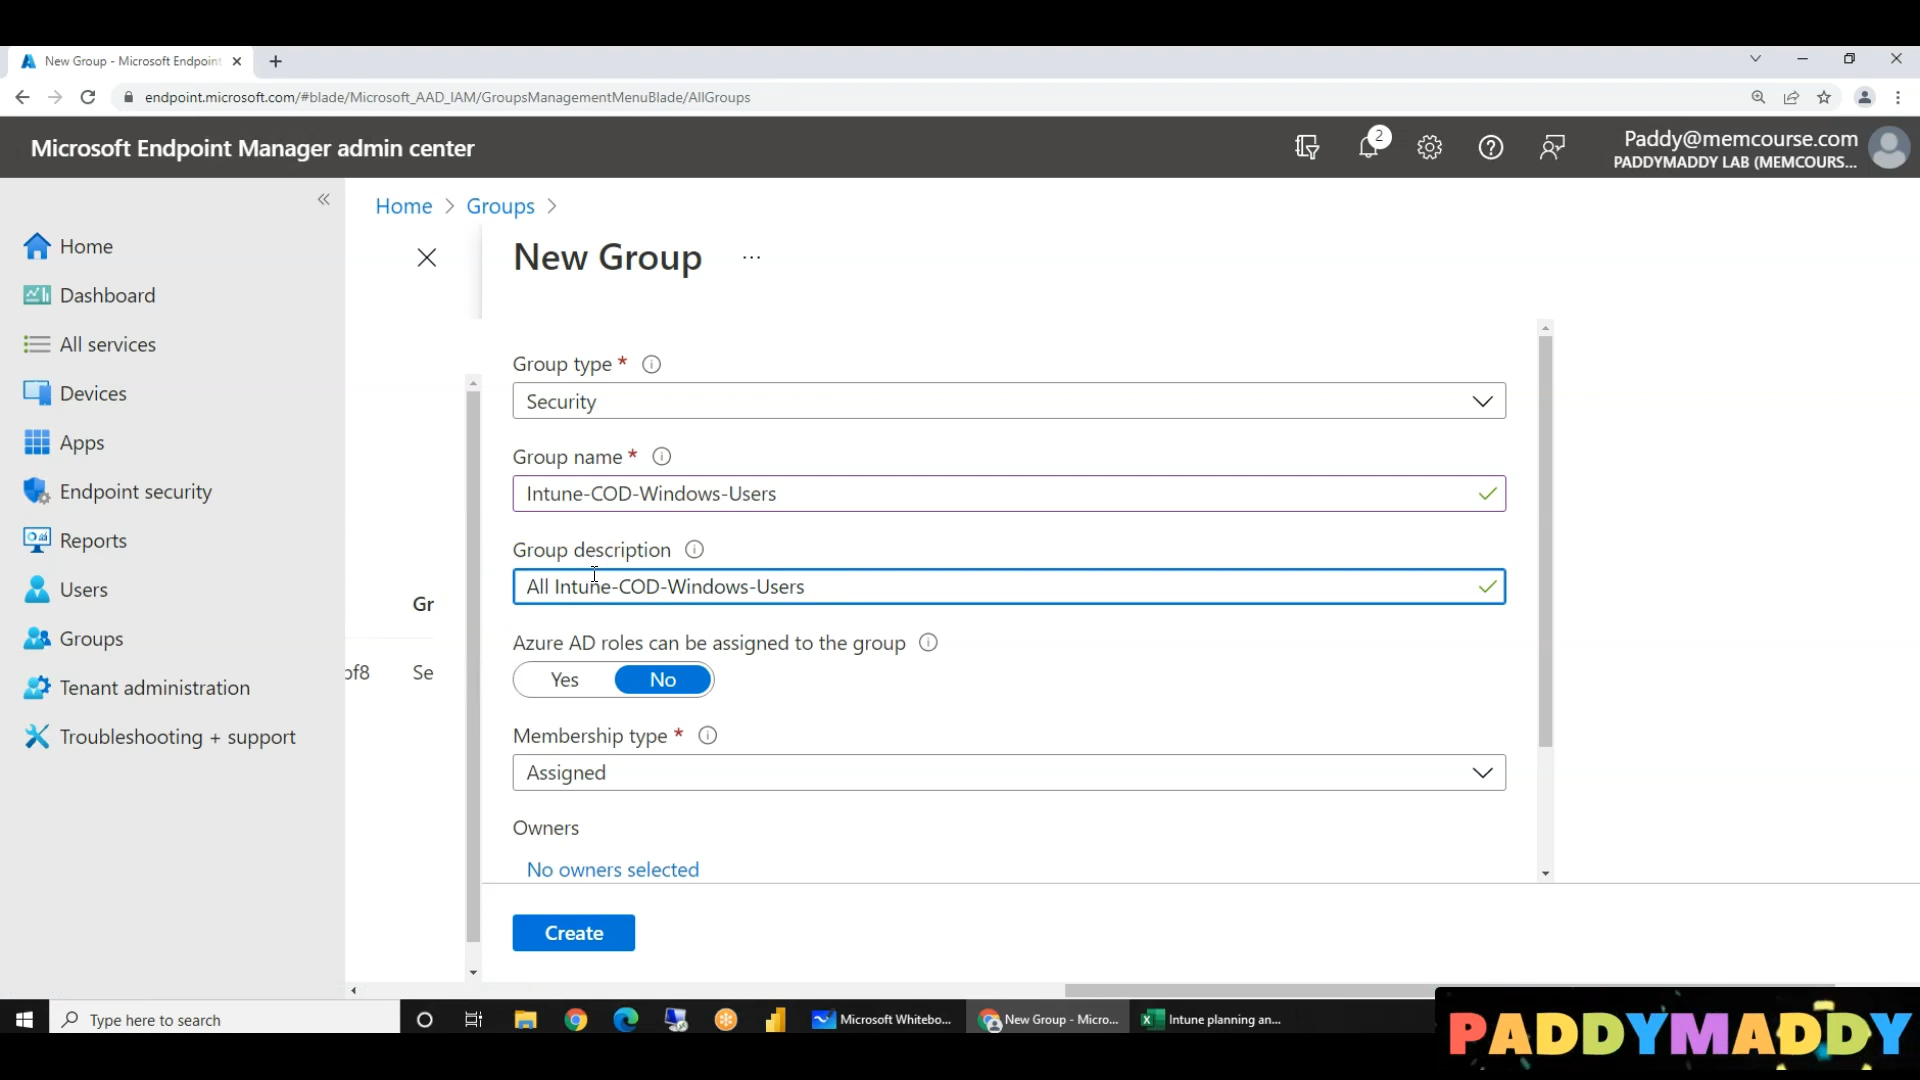 New Group - Microsoft Endpoint
endpoint.microsoft.com/#blade/Microsoft_AAD_IAM/GroupsManagementMenuBlade/AllGroups
Microsoft Endpoint Manager admin center
2
Paddy@memcourse.com
PADDYMADDY LAB (MEMCOURS...
Home > Groups >
New Group ...
Home
Dashboard
All services
Devices
Apps
Endpoint security
Reports
Users
Groups
Tenant administration
Troubleshooting + support
Gr
bf8 Se
Group type *
Security
Group name *
Intune-COD-Windows-Users
Group description
All Intune-COD-Windows-Users
Azure AD roles can be assigned to the group
Yes No
Membership type *
Assigned
Owners
No owners selected
Create
Type here to search
Microsoft Whitebo...
New Group - Micro...
Intune planning an...
PADDYMADDY